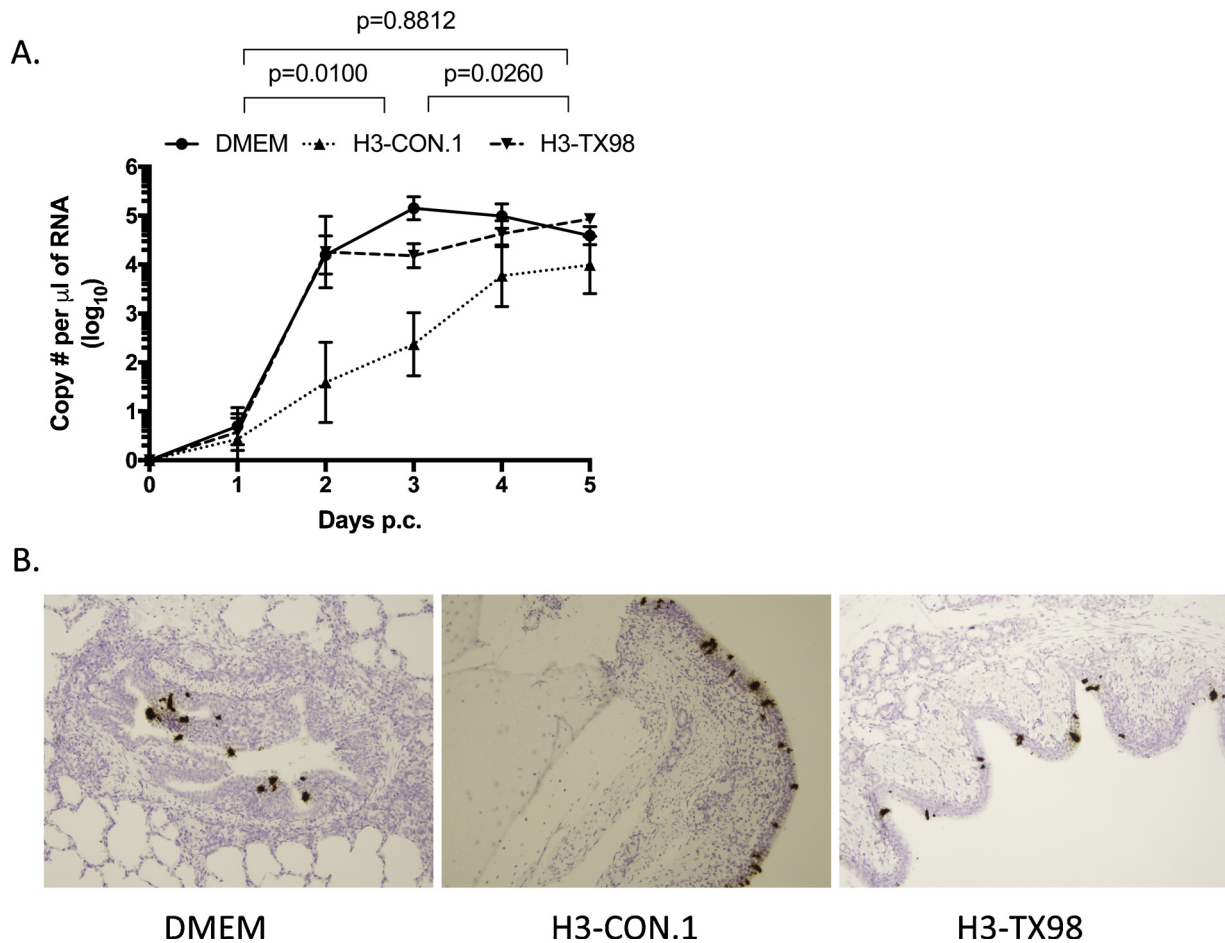 A.
p=0.8812
p=0.0100 p=0.0260
DMEM H3-CON.1 H3-TX98
6
5
4
3
2
1
0
Copy # per µl of RNA
(log10)
0 1 2 3 4 5
Days p.c.
B.
DMEM H3-CON.1 H3-TX98